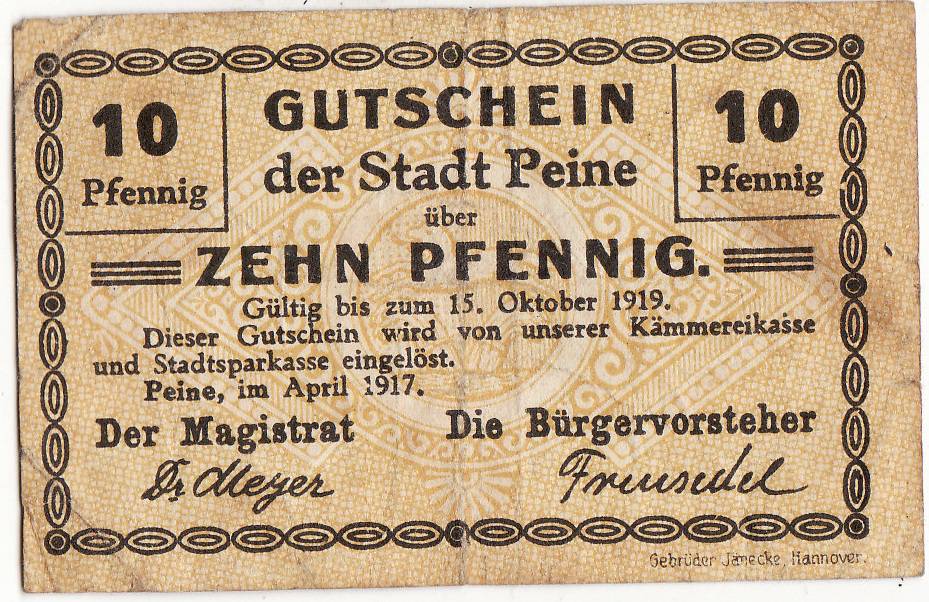 10
Pfennig
GUTSCHEIN
10
Pfennig
der Stadt Peine
über
ZEHN PFENNIG.
Gültig bis zum 15. Oktober 1919.
Dieser Gutschein wird von unserer Kämmereikasse
und Stadtsparkasse eingelöst.
Peine, im April 1917.
Der Magistrat
Die Bürgervorsteher
Dr Meyer
Gebrüder Jänecke, Hannover.